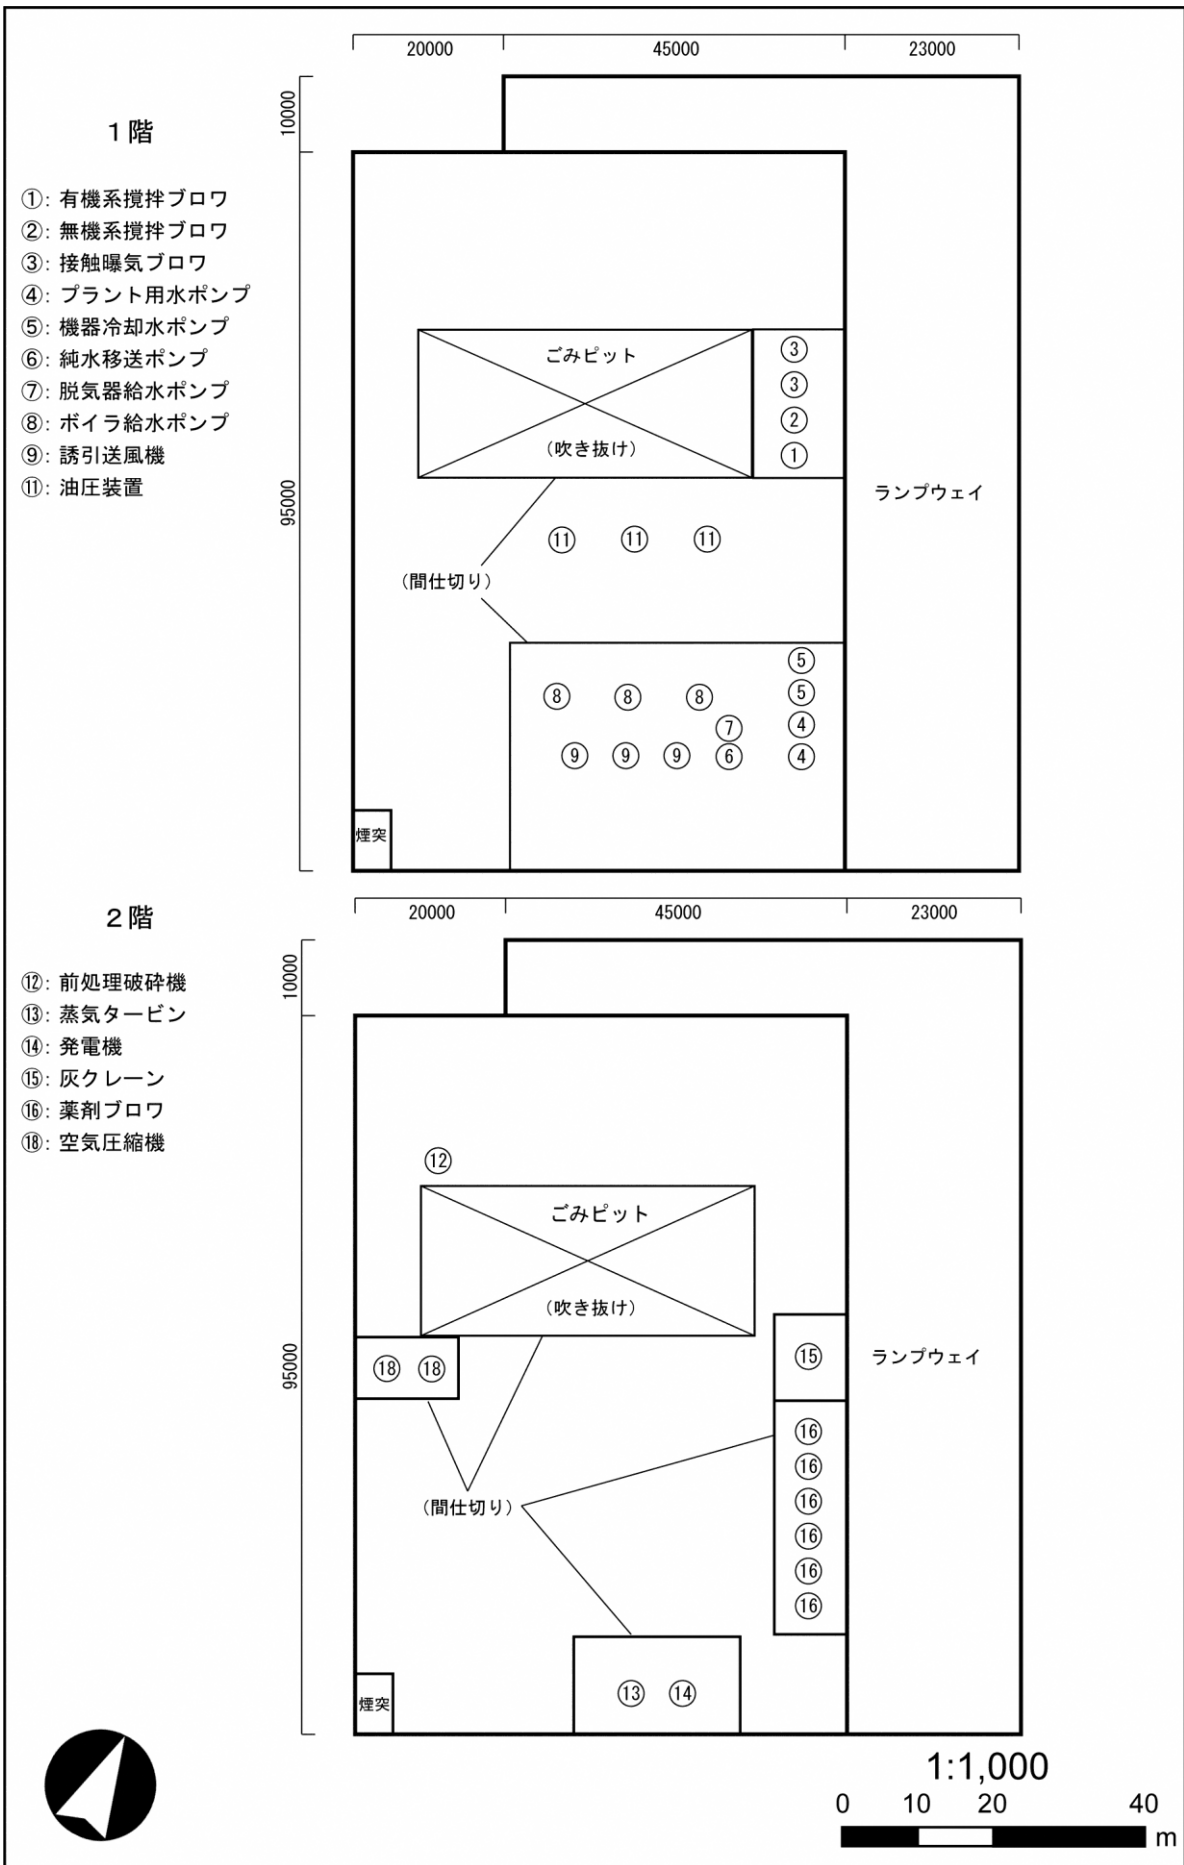 20000 45000 23000
10000
1階
①: 有機系撹拌ブロワ
②: 無機系撹拌ブロワ
③: 接触曝気ブロワ
④: プラント用水ポンプ
⑤: 機器冷却水ポンプ
⑥: 純水移送ポンプ
⑦: 脱気器給水ポンプ
⑧: ボイラ給水ポンプ
⑨: 誘引送風機
⑪: 油圧装置
95000
ごみピット
(吹き抜け)
③
③
②
①
ランプウェイ
⑪ ⑪ ⑪
(間仕切り)
⑤
⑧ ⑧ ⑧ ⑤
⑦ ④
⑨ ⑨ ⑨ ⑥ ④
煙突
20000 45000 23000
10000
2階
⑫: 前処理破砕機
⑬: 蒸気タービン
⑭: 発電機
⑮: 灰クレーン
⑯: 薬剤ブロワ
⑱: 空気圧縮機
95000
⑫
ごみピット
(吹き抜け)
⑱ ⑱
⑮
ランプウェイ
⑯
⑯
⑯
⑯
⑯
⑯
(間仕切り)
⑬ ⑭
煙突
1:1,000
0 10 20 40
m